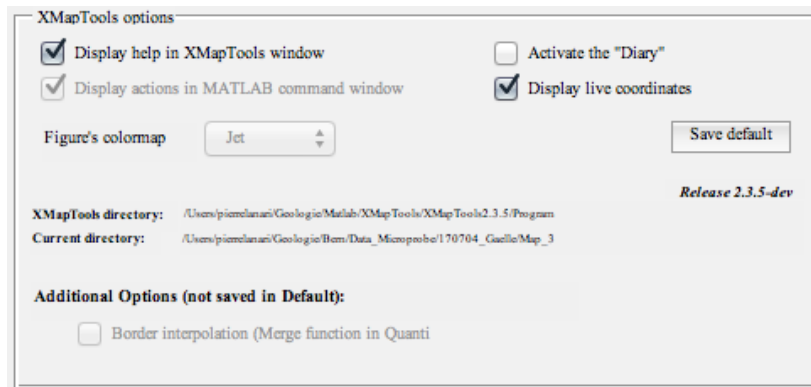 XMapTools options
Display help in XMapTools window
Activate the "Diary"
Display actions in MATLAB command window
Display live coordinates
Figure's colormap
Jet
Save default
Release 2.3.5-dev
XMapTools directory: /Users/pierrelanari/Geologie/Matlab/XMapTools/XMapTools2.3.5/Program
Current directory: /Users/pierrelanari/Geologie/Bern/Data_Microprobe/170704_Gaelle/Map_3
Additional Options (not saved in Default):
Border interpolation (Merge function in Quanti